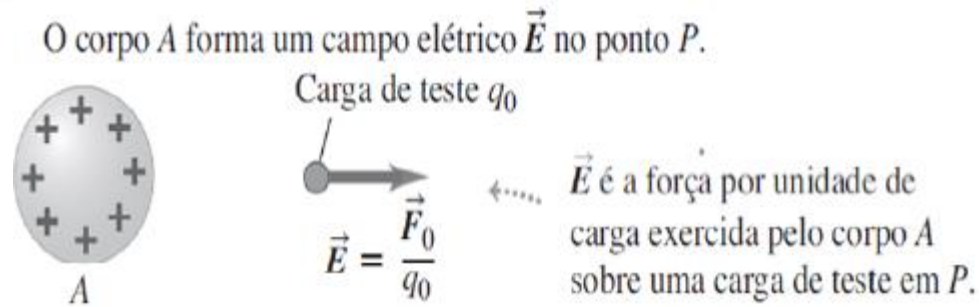 O corpo A forma um campo elétrico E⃗ no ponto P.
Carga de teste q₀
+ + + + + + + +
A
E⃗ = F⃗₀ / q₀
E⃗ é a força por unidade de
carga exercida pelo corpo A
sobre uma carga de teste em P.